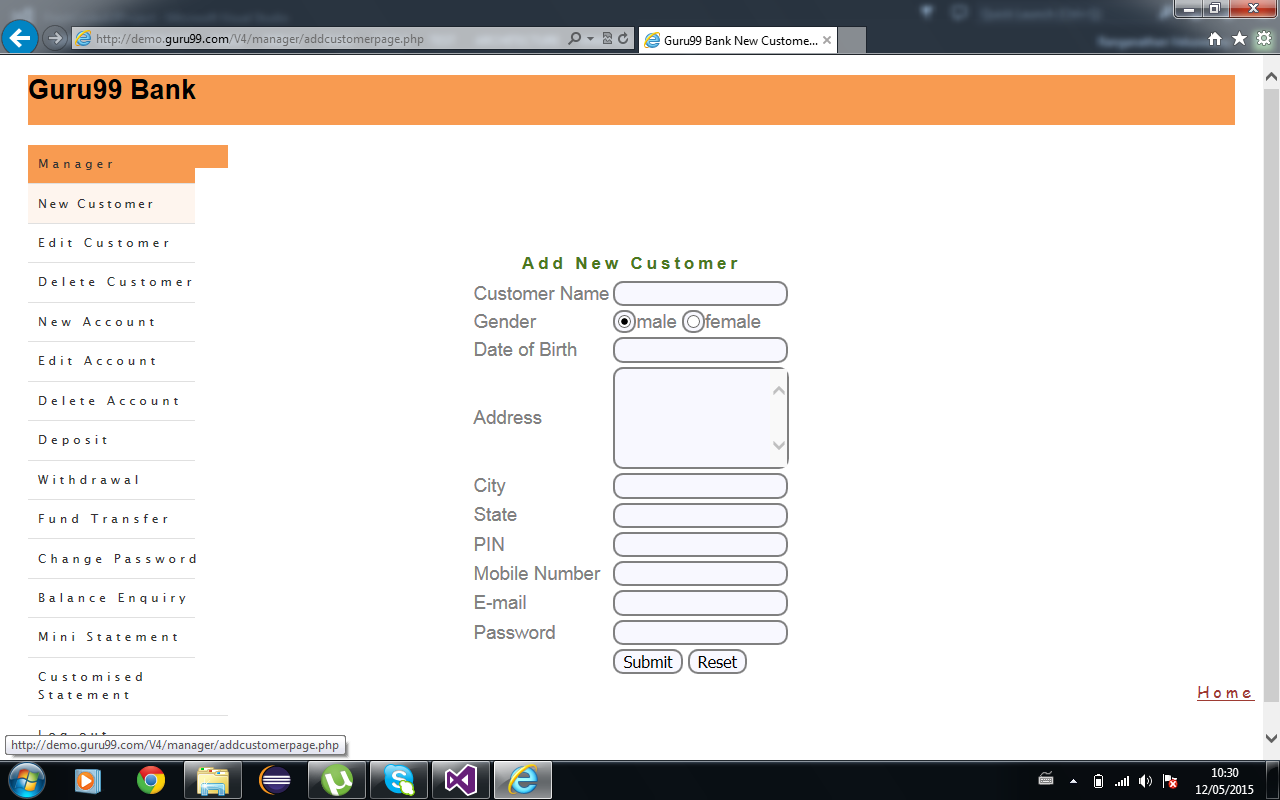 http://demo.guru99.com/V4/manager/addcustomerpage.php
Guru99 Bank New Custome...
Guru99 Bank
Manager
New Customer
Edit Customer
Delete Customer
New Account
Edit Account
Delete Account
Deposit
Withdrawal
Fund Transfer
Change Password
Balance Enquiry
Mini Statement
Customised
Statement
Log out
Add New Customer
Customer Name
Gender male female
Date of Birth
Address
City
State
PIN
Mobile Number
E-mail
Password
Submit Reset
Home
http://demo.guru99.com/V4/manager/addcustomerpage.php
10:30
12/05/2015